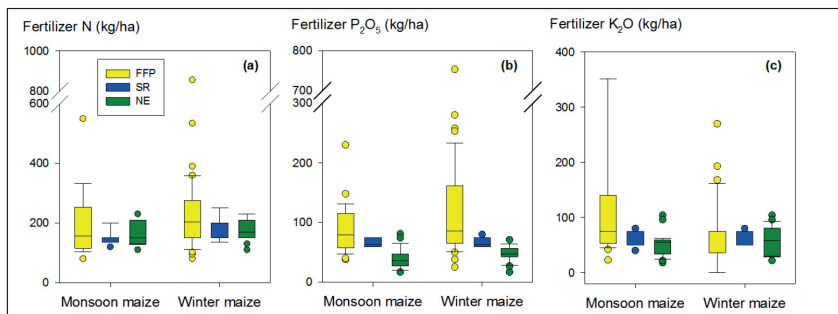 Fertilizer N (kg/ha)
1000
800
600
400
200
0
(a)
FFP
SR
NE
Monsoon maize
Winter maize
Fertilizer P₂O₅ (kg/ha)
800
700
300
200
100
0
(b)
Monsoon maize
Winter maize
Fertilizer K₂O (kg/ha)
400
300
200
100
0
(c)
Monsoon maize
Winter maize